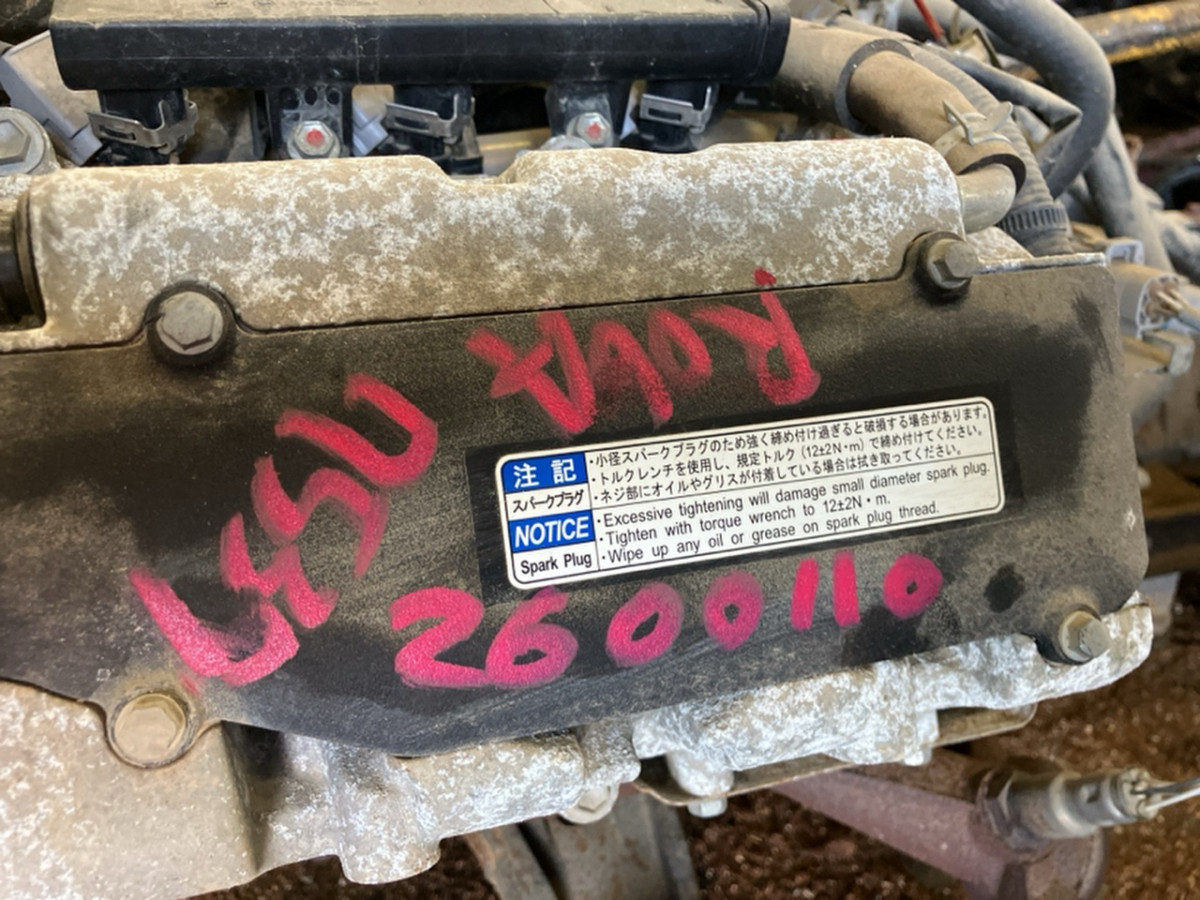 R06A
注記
スパークプラグ
・小径スパークプラグのため強く締め付け過ぎると破損する場合があります。
・トルクレンチを使用し、規定トルク（12±2N・m）で締め付けてください。
・ネジ部にオイルやグリスが付着している場合は拭き取ってください。
NOTICE
Spark Plug
・Excessive tightening will damage small diameter spark plug.
・Tighten with torque wrench to 12±2N・m.
・Wipe up any oil or grease on spark plug thread.
2600110